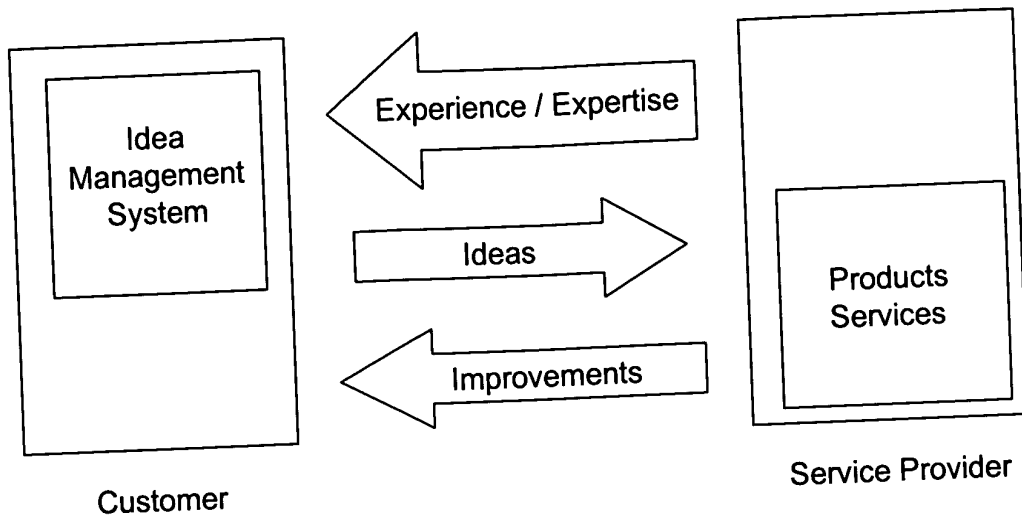 Idea
Management
System
Experience / Expertise
Ideas
Improvements
Products
Services
Customer
Service Provider